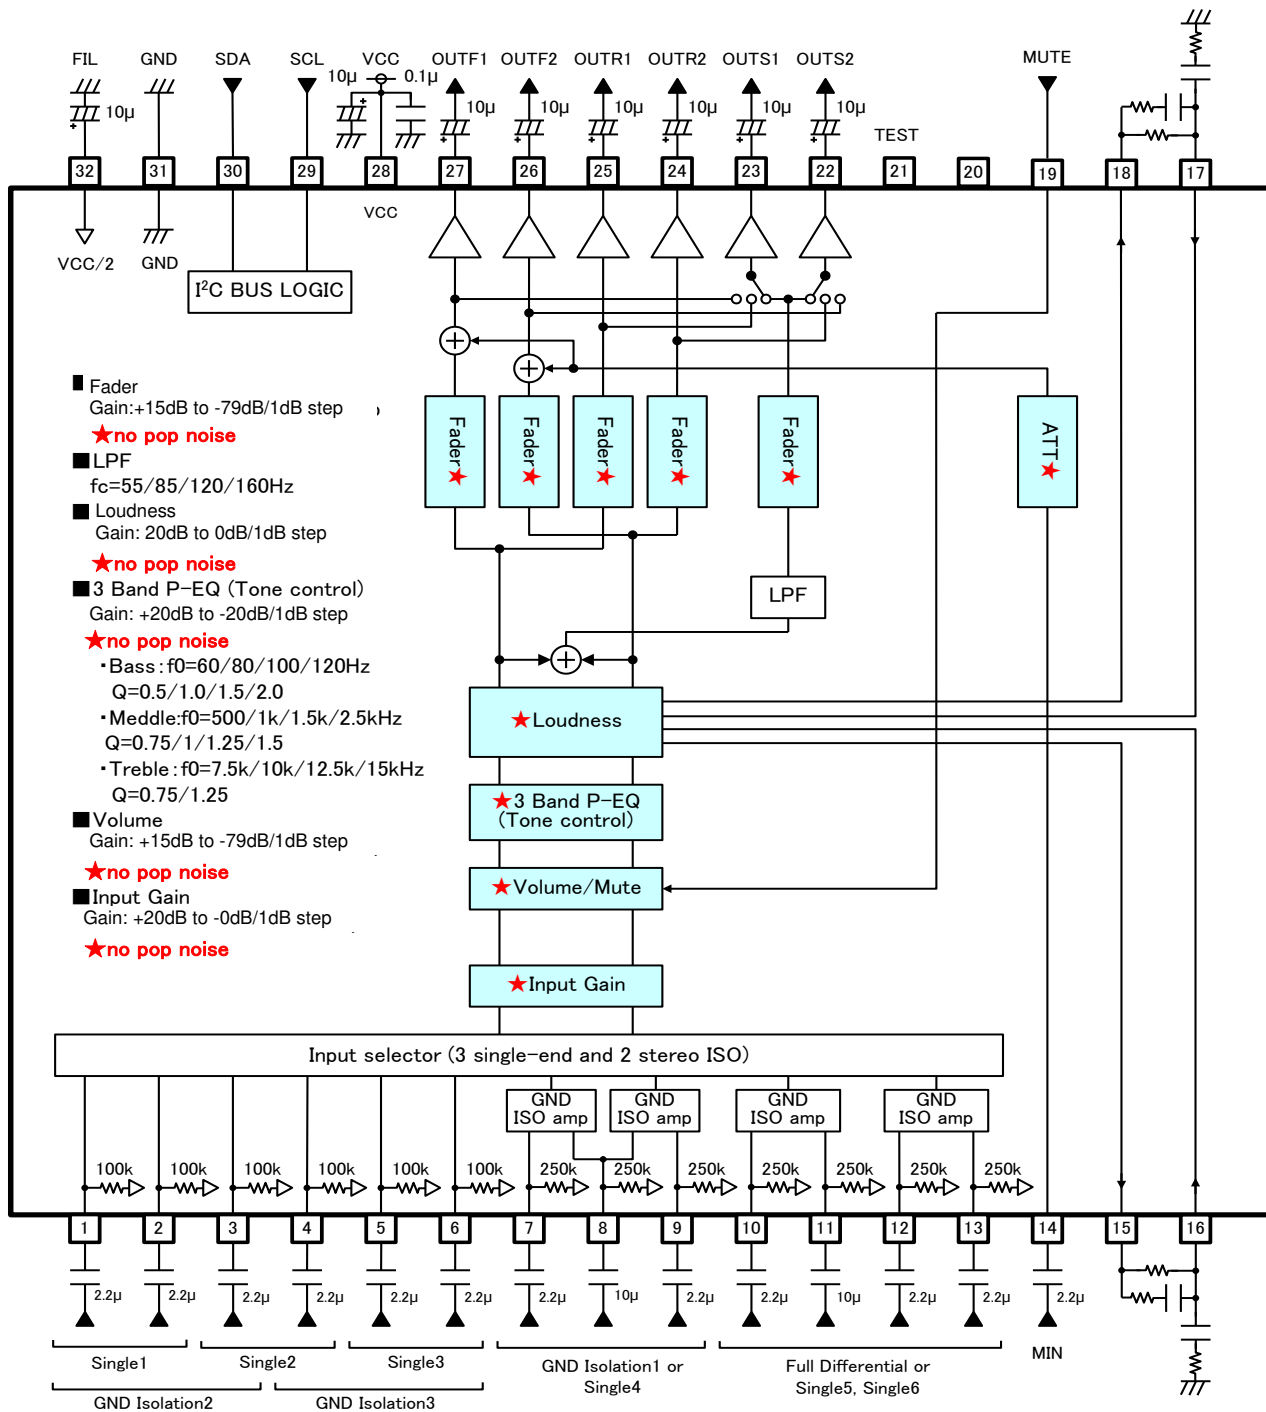 FIL GND SDA SCL VCC OUTF1 OUTF2 OUTR1 OUTR2 OUTS1 OUTS2 MUTE
10μ 10μ 0.1μ 10μ 10μ 10μ 10μ 10μ 10μ
TEST
32 31 30 29 28 27 26 25 24 23 22 21 20 19 18 17
VCC
VCC/2 GND
I²C BUS LOGIC
■ Fader
Gain:+15dB to -79dB/1dB step
★no pop noise
■LPF
fc=55/85/120/160Hz
■ Loudness
Gain: 20dB to 0dB/1dB step
★no pop noise
■3 Band P-EQ (Tone control)
Gain: +20dB to -20dB/1dB step
★no pop noise
・Bass:f0=60/80/100/120Hz
Q=0.5/1.0/1.5/2.0
・Meddle:f0=500/1k/1.5k/2.5kHz
Q=0.75/1/1.25/1.5
・Treble:f0=7.5k/10k/12.5k/15kHz
Q=0.75/1.25
■Volume
Gain: +15dB to -79dB/1dB step
★no pop noise
■Input Gain
Gain: +20dB to -0dB/1dB step
★no pop noise
Fader★ Fader★ Fader★ Fader★ Fader★ ATT★
LPF
★Loudness
★3 Band P-EQ
(Tone control)
★Volume/Mute
★Input Gain
Input selector (3 single-end and 2 stereo ISO)
GND
ISO amp
GND
ISO amp
GND
ISO amp
GND
ISO amp
100k 100k 100k 100k 100k 100k 250k 250k 250k 250k 250k 250k 250k
1 2 3 4 5 6 7 8 9 10 11 12 13 14 15 16
2.2μ 2.2μ 2.2μ 2.2μ 2.2μ 2.2μ 2.2μ 10μ 2.2μ 2.2μ 10μ 2.2μ 2.2μ 2.2μ
Single1 Single2 Single3
GND Isolation1 or
Single4
Full Differential or
Single5, Single6
MIN
GND Isolation2 GND Isolation3